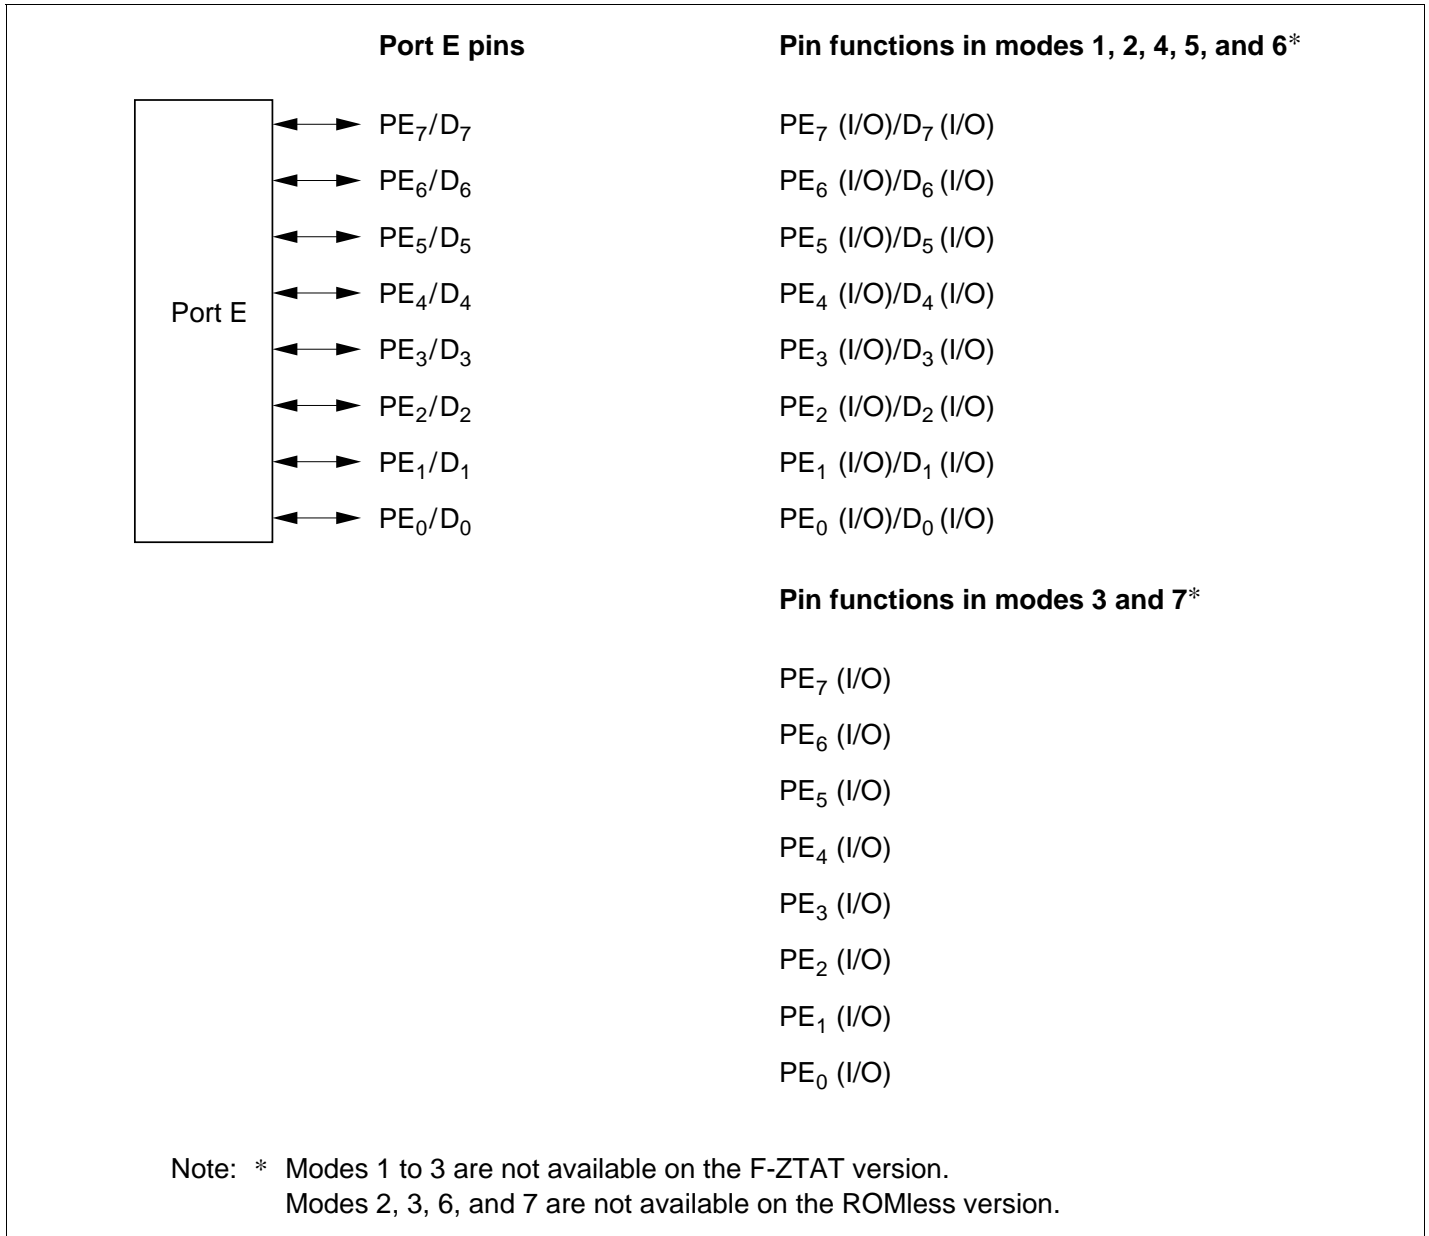 Port E pins
Pin functions in modes 1, 2, 4, 5, and 6*
Port E
PE₇/D₇ PE₇ (I/O)/D₇ (I/O)
PE₆/D₆ PE₆ (I/O)/D₆ (I/O)
PE₅/D₅ PE₅ (I/O)/D₅ (I/O)
PE₄/D₄ PE₄ (I/O)/D₄ (I/O)
PE₃/D₃ PE₃ (I/O)/D₃ (I/O)
PE₂/D₂ PE₂ (I/O)/D₂ (I/O)
PE₁/D₁ PE₁ (I/O)/D₁ (I/O)
PE₀/D₀ PE₀ (I/O)/D₀ (I/O)
Pin functions in modes 3 and 7*
PE₇ (I/O)
PE₆ (I/O)
PE₅ (I/O)
PE₄ (I/O)
PE₃ (I/O)
PE₂ (I/O)
PE₁ (I/O)
PE₀ (I/O)
Note: * Modes 1 to 3 are not available on the F-ZTAT version.
Modes 2, 3, 6, and 7 are not available on the ROMless version.